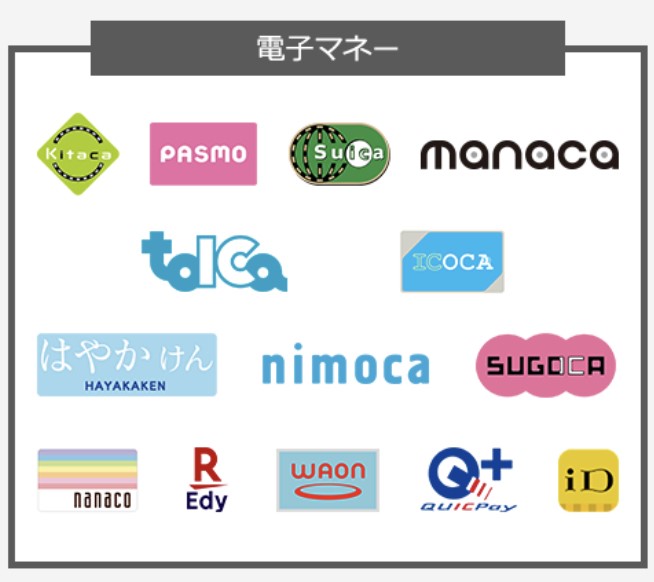 電子マネー
Kitaca
PASMO
Suica
manaca
toICa
ICOCA
はやかけん
HAYAKAKEN
nimoca
SUGOCA
nanaco
R
Edy
WAON
Q+
QUICPay
iD